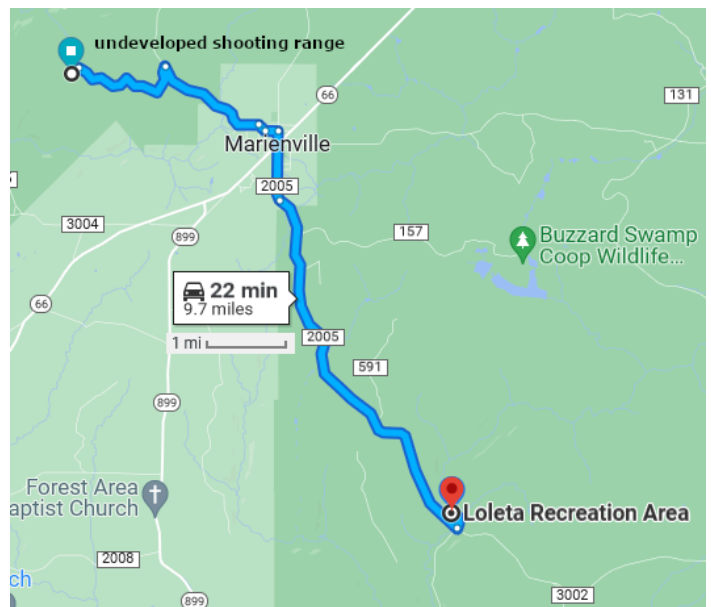 undeveloped shooting range
66
131
Marienville
2005
3004
899
157
Buzzard Swamp
Coop Wildlife...
22 min
9.7 miles
66
1 mi
2005
591
899
Forest Area
aptist Church
Loleta Recreation Area
2008
ch
3002
899